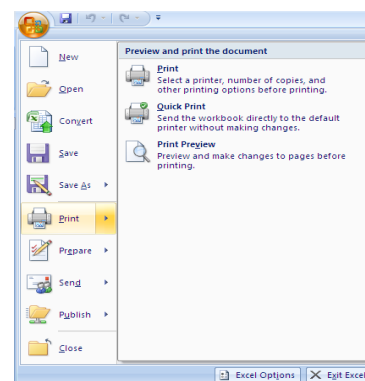 New
Open
Convert
Save
Save As
Print
Prepare
Send
Publish
Close
Preview and print the document
Print
Select a printer, number of copies, and
other printing options before printing.
Quick Print
Send the workbook directly to the default
printer without making changes.
Print Preview
Preview and make changes to pages before
printing.
Excel Options
Exit Excel